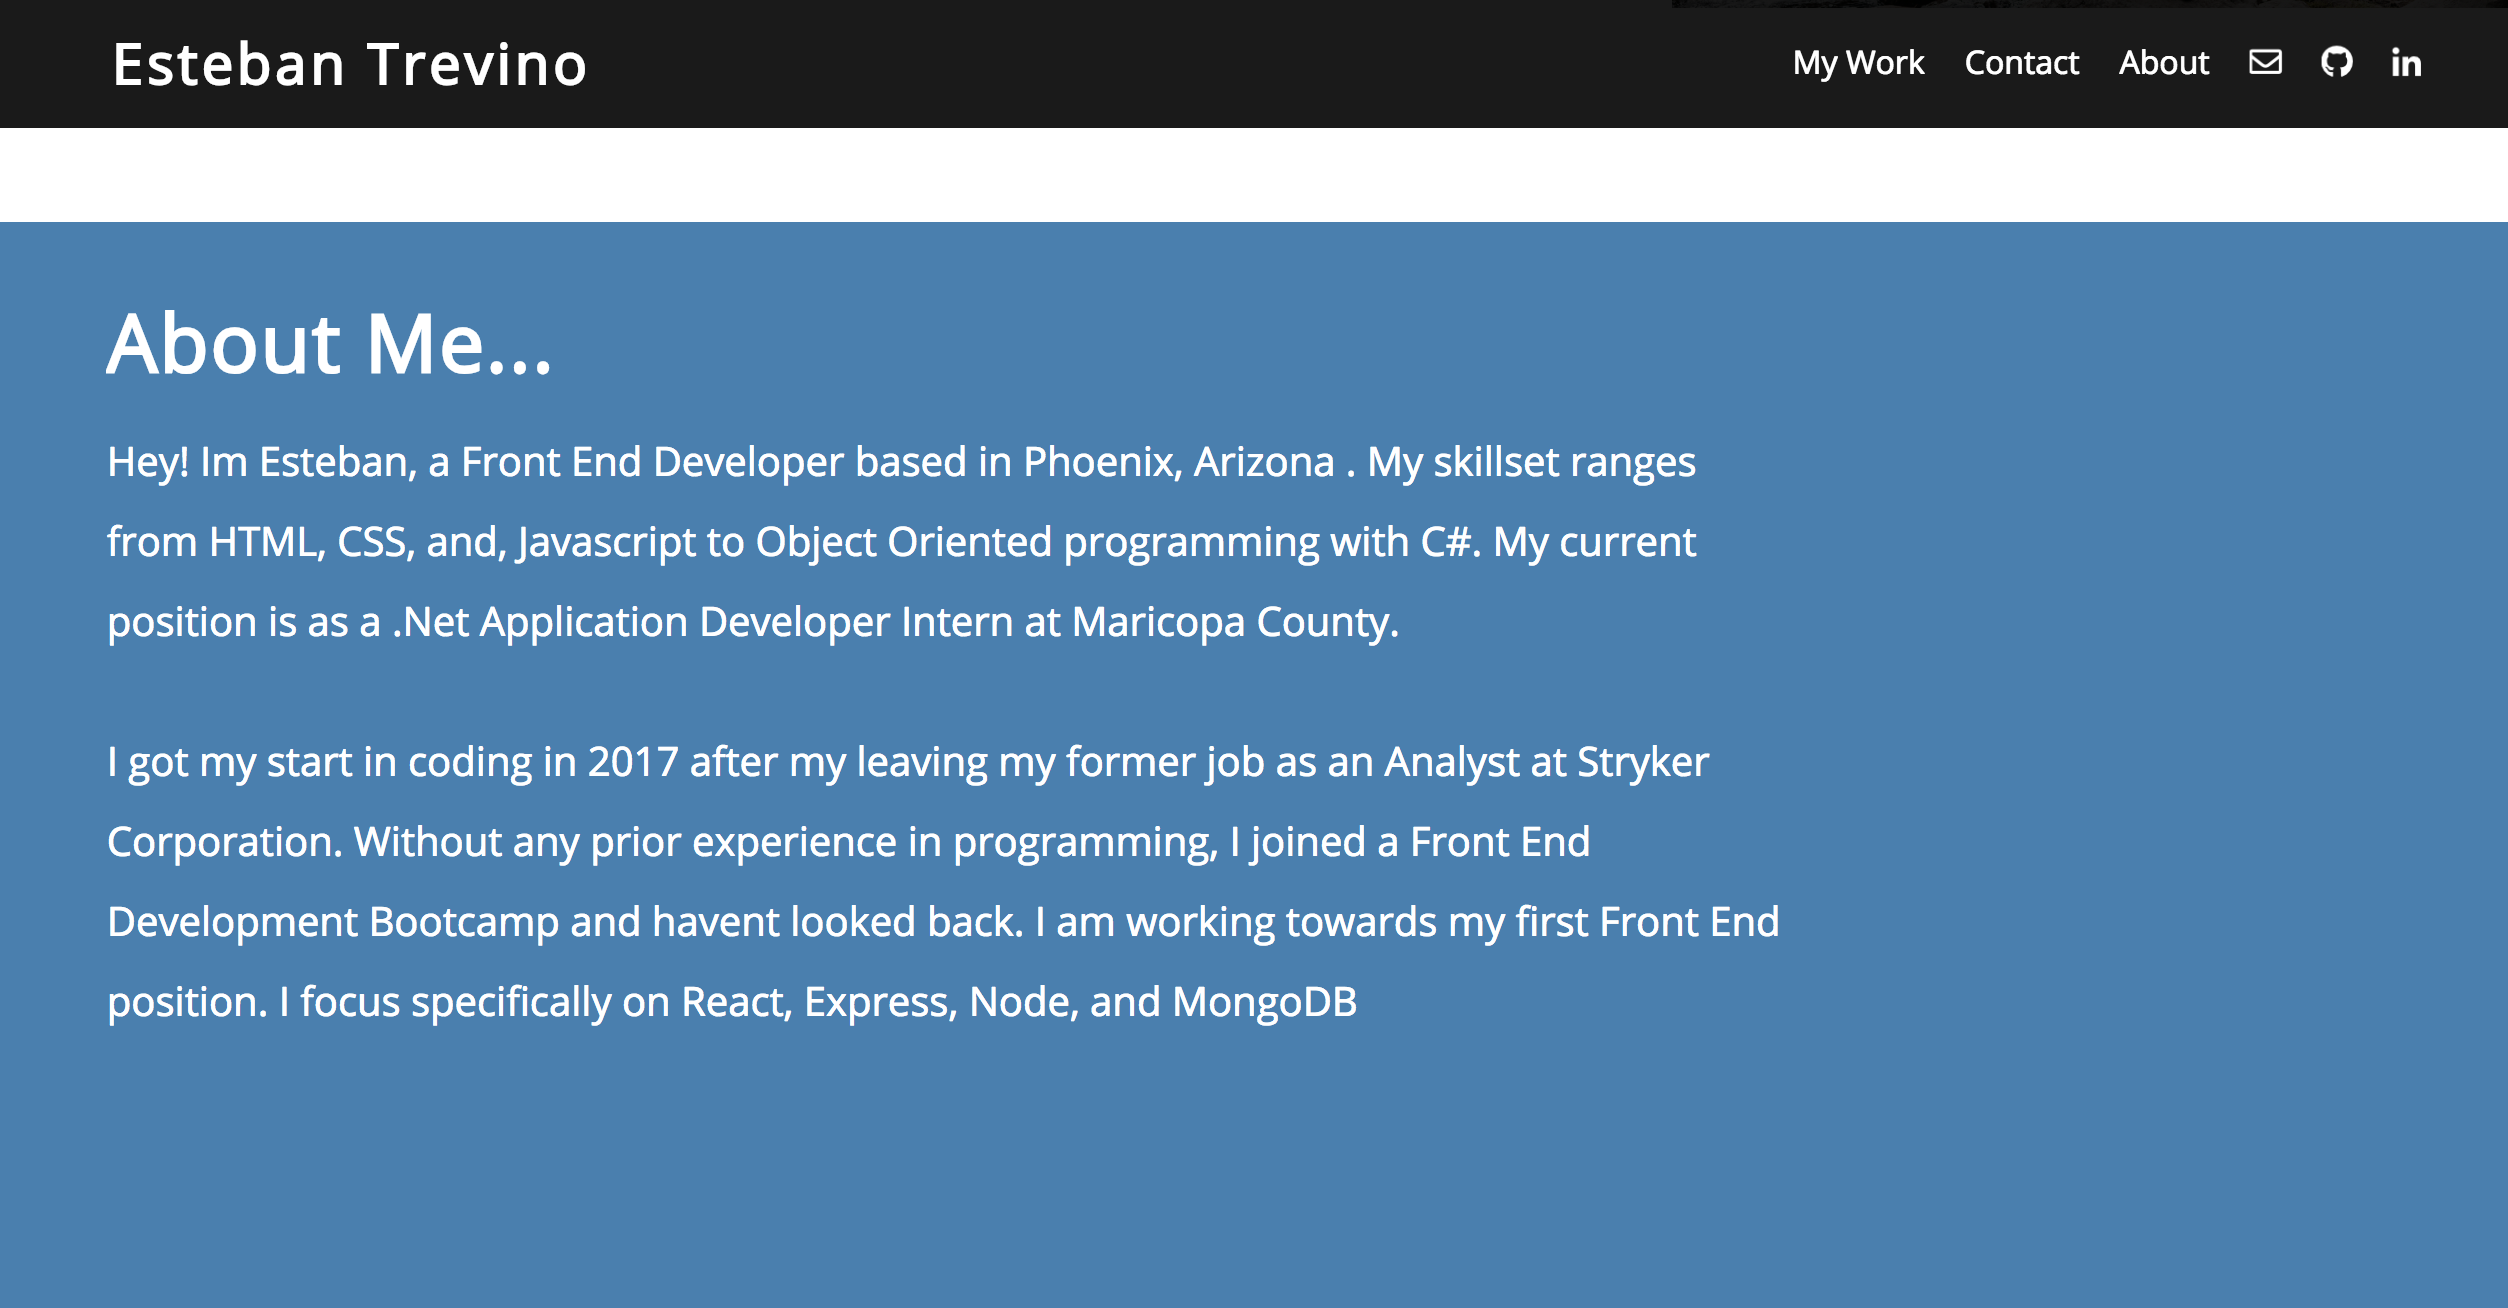 Esteban Trevino
My Work Contact About
About Me...
Hey! Im Esteban, a Front End Developer based in Phoenix, Arizona . My skillset ranges
from HTML, CSS, and, Javascript to Object Oriented programming with C#. My current
position is as a .Net Application Developer Intern at Maricopa County.
I got my start in coding in 2017 after my leaving my former job as an Analyst at Stryker
Corporation. Without any prior experience in programming, I joined a Front End
Development Bootcamp and havent looked back. I am working towards my first Front End
position. I focus specifically on React, Express, Node, and MongoDB